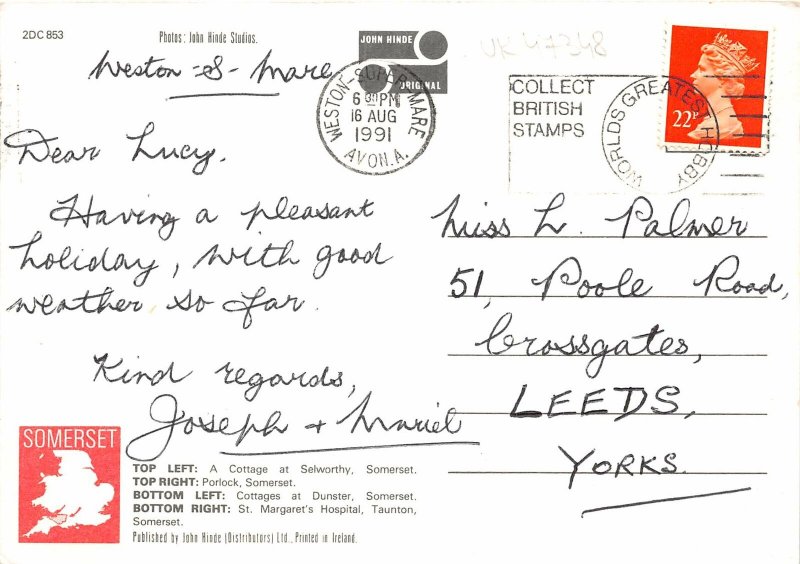 2DC 853
Photos: John Hinde Studios.
JOHN HINDE
ORIGINAL
UK 47348
Weston-S-Mare
WESTON-SUPER-MARE
6 30 PM
16 AUG
1991
AVON.A.
COLLECT
BRITISH
STAMPS
WORLDS GREATEST HOBBY
22P
Dear Lucy,
Having a pleasant
holiday, with good
weather so far.
Kind regards,
Joseph + Muriel
Miss L. Palmer
51, Poole Road,
Crossgates,
LEEDS,
YORKS.
SOMERSET
TOP LEFT: A Cottage at Selworthy, Somerset.
TOP RIGHT: Porlock, Somerset.
BOTTOM LEFT: Cottages at Dunster, Somerset.
BOTTOM RIGHT: St. Margaret's Hospital, Taunton,
Somerset.
Published by John Hinde (Distributors) Ltd., Printed in Ireland.